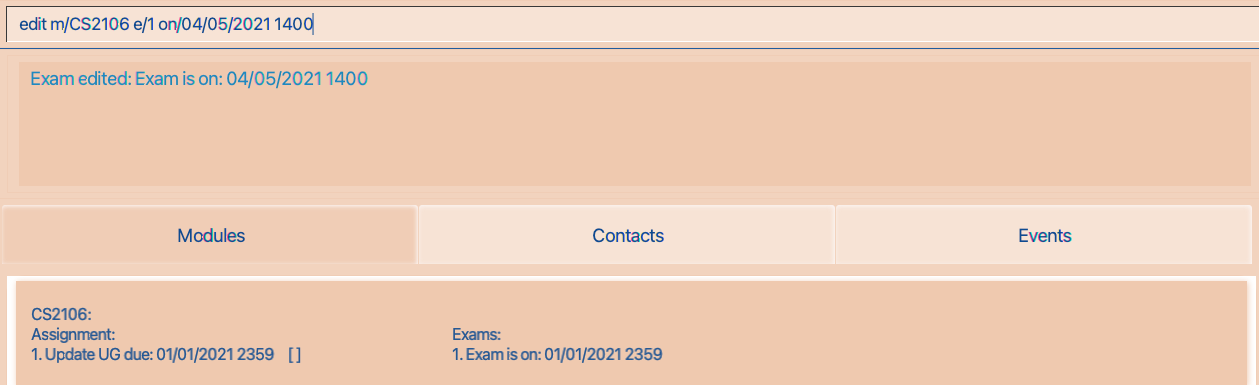 edit m/CS2106 e/1 on/04/05/2021 1400
Exam edited: Exam is on: 04/05/2021 1400
Modules Contacts Events
CS2106:
Assignment: Exams:
1. Update UG due: 01/01/2021 2359 [ ] 1. Exam is on: 01/01/2021 2359